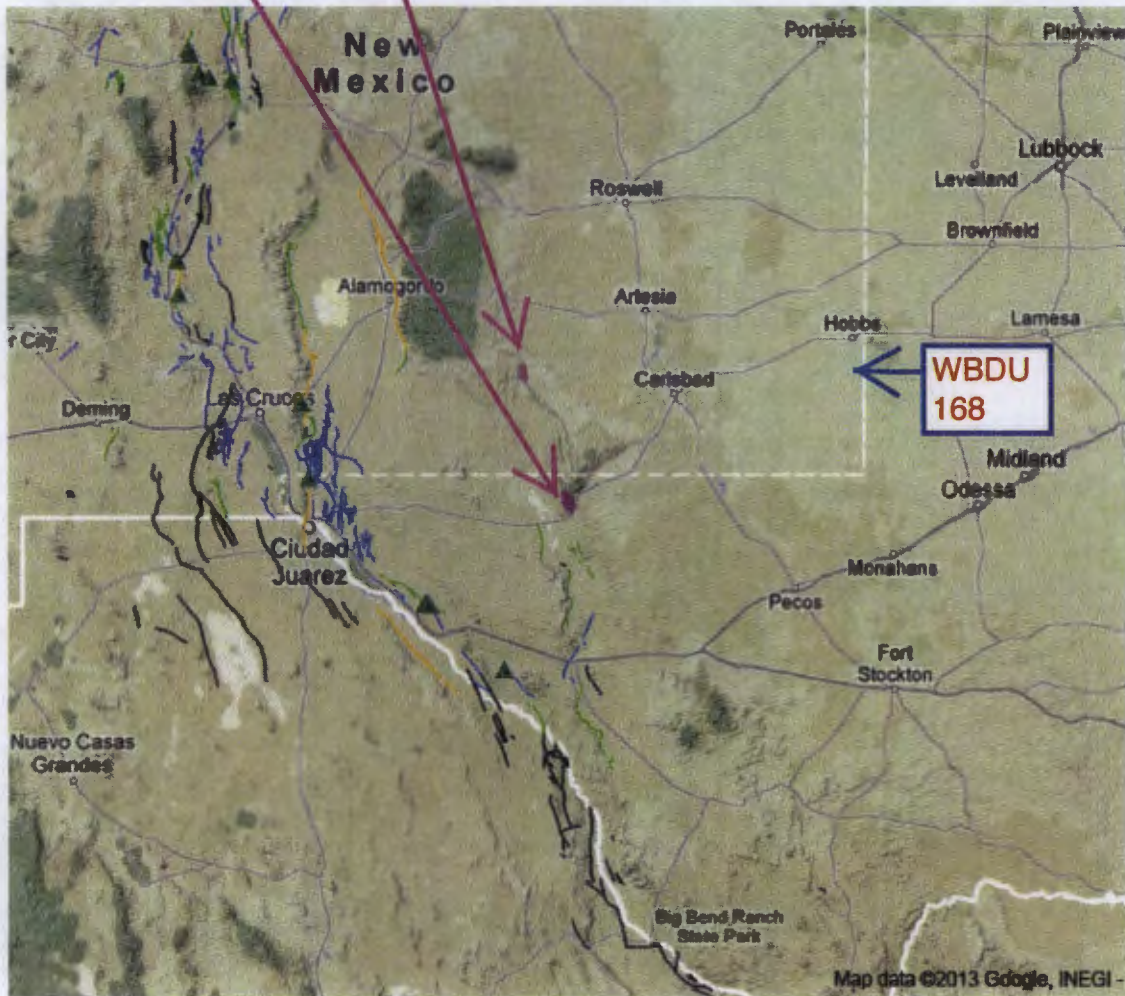 New
Mexico
Portales
Plainview
Lubbock
Levelland
Roswell
Brownfield
Alamogordo
Artesia
Hobbs
Lamesa
r City
Carlsbad
WBDU
168
Deming
Las Cruces
Midland
Odessa
Ciudad
Juarez
Monahans
Pecos
Fort
Stockton
Nuevo Casas
Grandes
Big Bend Ranch
State Park
Map data ©2013 Google, INEGI -